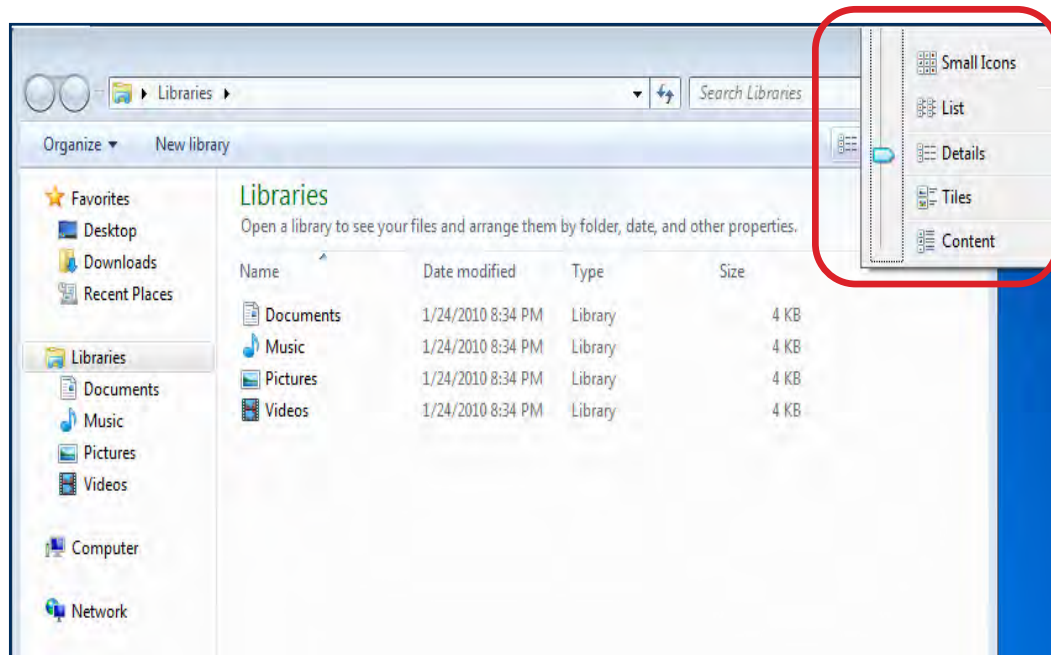 Small Icons
Libraries
Search Libraries
List
Organize
New library
Details
Favorites
Libraries
Tiles
Desktop
Open a library to see your files and arrange them by folder, date, and other properties.
Content
Downloads
Name Date modified Type Size
Recent Places
Documents 1/24/2010 8:34 PM Library 4 KB
Music 1/24/2010 8:34 PM Library 4 KB
Libraries
Pictures 1/24/2010 8:34 PM Library 4 KB
Documents
Videos 1/24/2010 8:34 PM Library 4 KB
Music
Pictures
Videos
Computer
Network